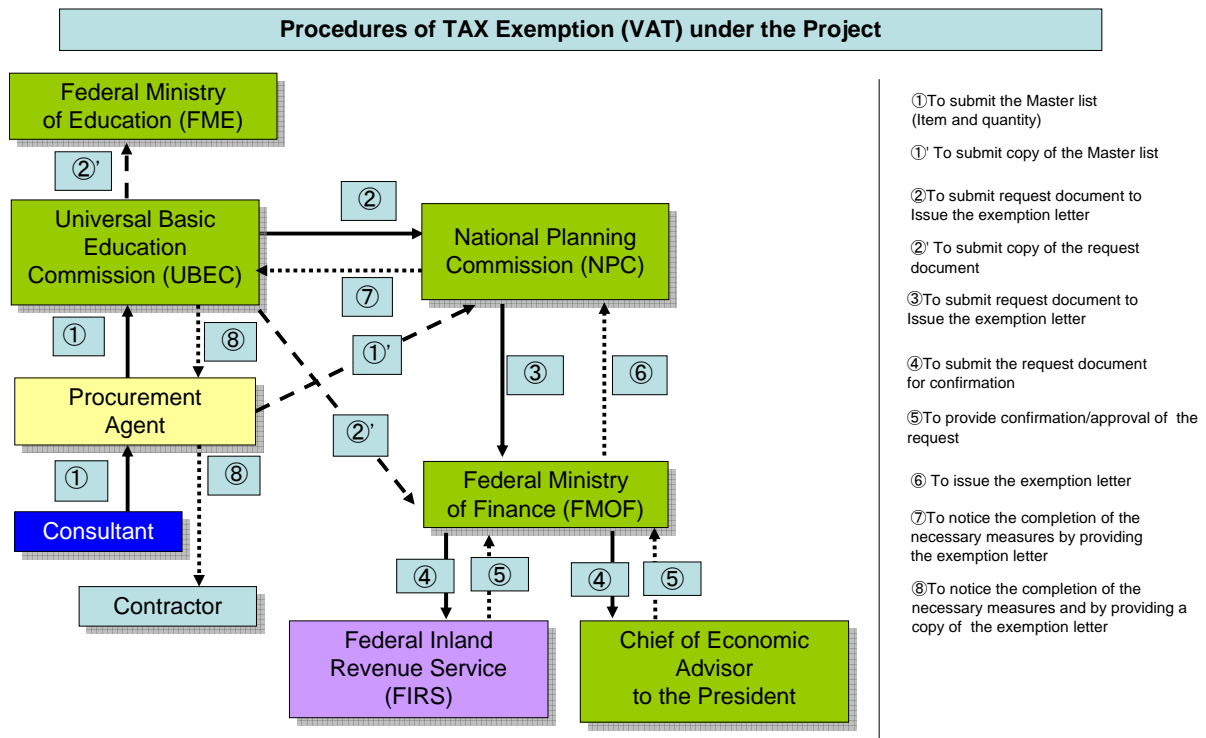 Procedures of TAX Exemption (VAT) under the Project
Federal Ministry
of Education (FME)
②'
Universal Basic
Education
Commission (UBEC)
②
National Planning
Commission (NPC)
⑦
①
⑧
①'
③
⑥
Procurement
Agent
②'
①
⑧
Federal Ministry
of Finance (FMOF)
Consultant
④
⑤
④
⑤
Contractor
Federal Inland
Revenue Service
(FIRS)
Chief of Economic
Advisor
to the President
①To submit the Master list
(Item and quantity)
①' To submit copy of the Master list
②To submit request document to
Issue the exemption letter
②' To submit copy of the request
document
③To submit request document to
Issue the exemption letter
④To submit the request document
for confirmation
⑤To provide confirmation/approval of the
request
⑥ To issue the exemption letter
⑦To notice the completion of the
necessary measures by providing
the exemption letter
⑧To notice the completion of the
necessary measures and by providing a
copy of the exemption letter